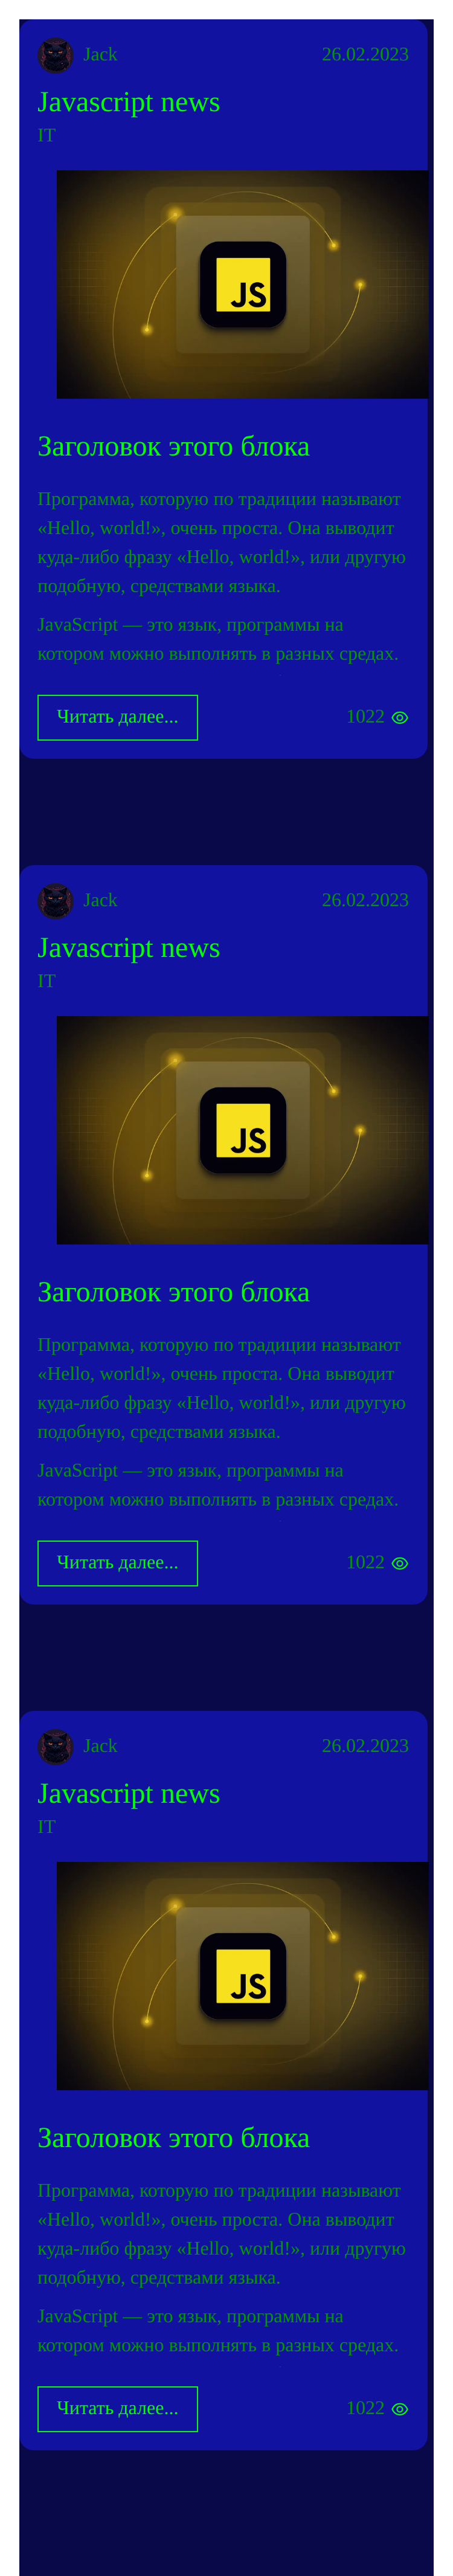 Jack 26.02.2023
Javascript news
IT
JS
Заголовок этого блока
Программа, которую по традиции называют
«Hello, world!», очень проста. Она выводит
куда-либо фразу «Hello, world!», или другую
подобную, средствами языка.
JavaScript — это язык, программы на
котором можно выполнять в разных средах.
Читать далее... 1022
Jack 26.02.2023
Javascript news
IT
JS
Заголовок этого блока
Программа, которую по традиции называют
«Hello, world!», очень проста. Она выводит
куда-либо фразу «Hello, world!», или другую
подобную, средствами языка.
JavaScript — это язык, программы на
котором можно выполнять в разных средах.
Читать далее... 1022
Jack 26.02.2023
Javascript news
IT
JS
Заголовок этого блока
Программа, которую по традиции называют
«Hello, world!», очень проста. Она выводит
куда-либо фразу «Hello, world!», или другую
подобную, средствами языка.
JavaScript — это язык, программы на
котором можно выполнять в разных средах.
Читать далее... 1022